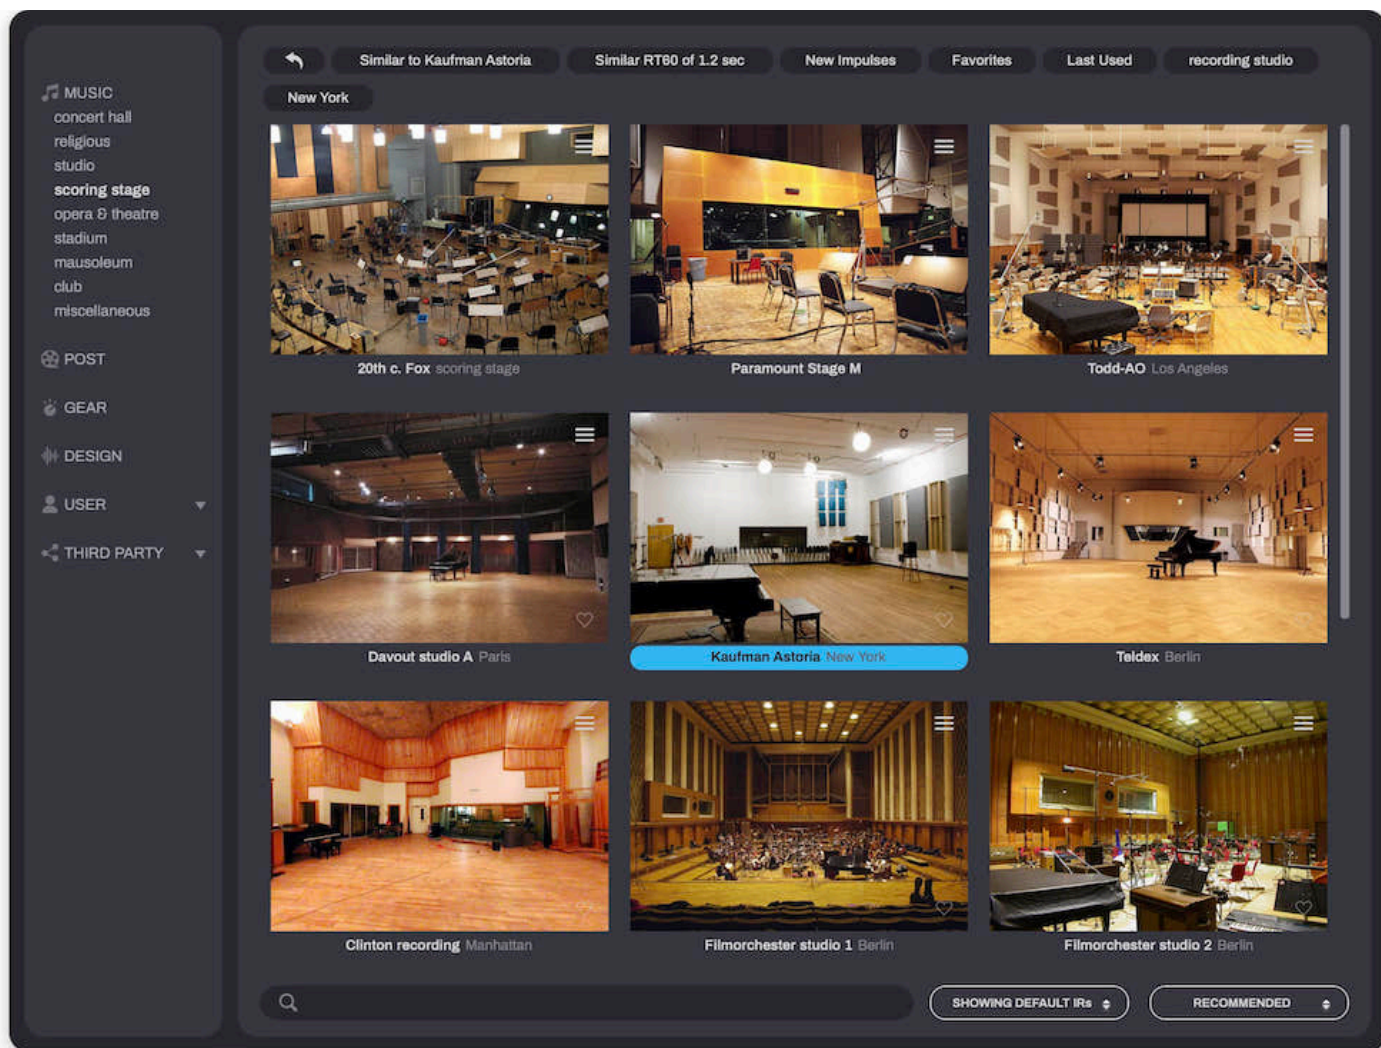 MUSIC
concert hall
religious
studio
scoring stage
opera & theatre
stadium
mausoleum
club
miscellaneous
POST
GEAR
DESIGN
USER
THIRD PARTY
Similar to Kaufman Astoria
Similar RT60 of 1.2 sec
New Impulses
Favorites
Last Used
recording studio
New York
20th c. Fox scoring stage
Paramount Stage M
Todd-AO Los Angeles
Davout studio A Paris
Kaufman Astoria New York
Teldex Berlin
Clinton recording Manhattan
Filmorchester studio 1 Berlin
Filmorchester studio 2 Berlin
SHOWING DEFAULT IRs
RECOMMENDED